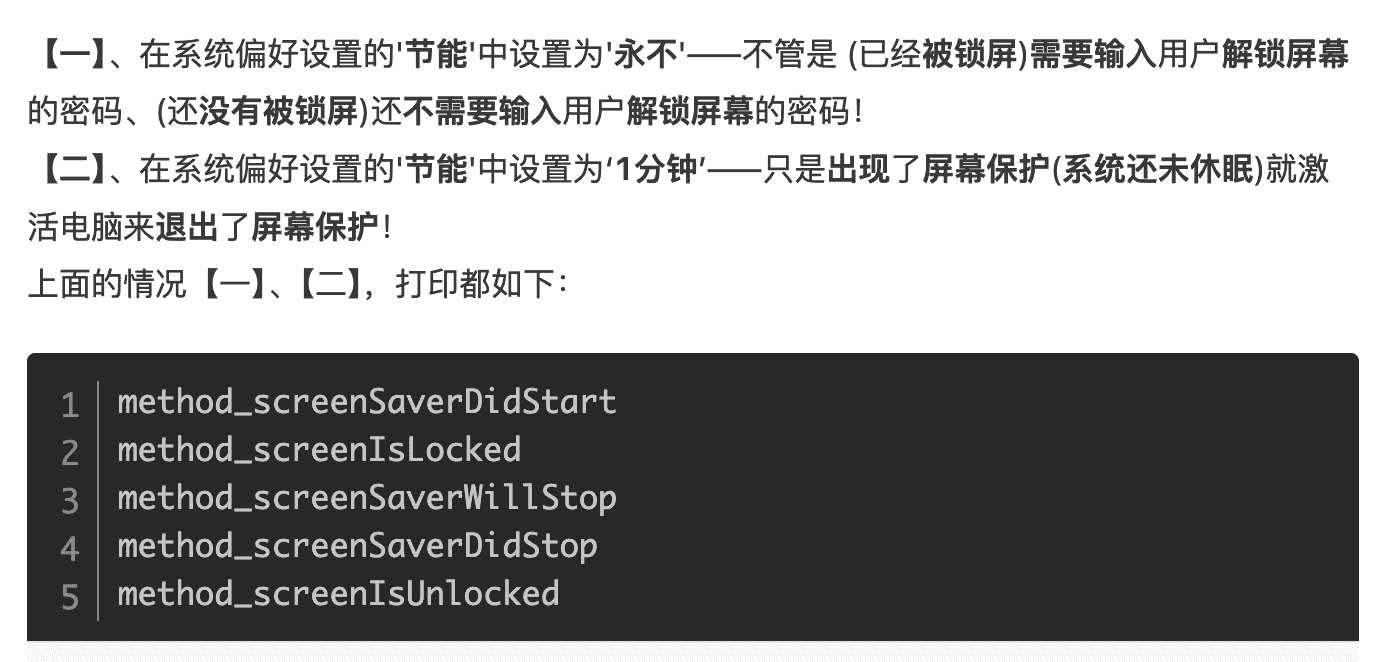 【一】、在系统偏好设置的'节能'中设置为'永不'——不管是 (已经被锁屏)需要输入用户解锁屏幕
的密码、(还没有被锁屏)还不需要输入用户解锁屏幕的密码!
【二】、在系统偏好设置的'节能'中设置为‘1分钟’——只是出现了屏幕保护(系统还未休眠)就激
活电脑来退出了屏幕保护!
上面的情况【一】、【二】，打印都如下：
1 method_screenSaverDidStart
2 method_screenIsLocked
3 method_screenSaverWillStop
4 method_screenSaverDidStop
5 method_screenIsUnlocked